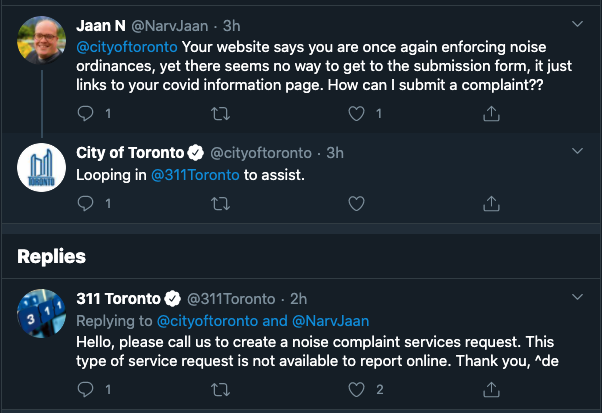 Jaan N @NarvJaan · 3h
@cityoftoronto Your website says you are once again enforcing noise
ordinances, yet there seems no way to get to the submission form, it just
links to your covid information page. How can I submit a complaint??
1 1
City of Toronto @cityoftoronto · 3h
TORONTO
Looping in @311Toronto to assist.
1
Replies
311 Toronto @311Toronto · 2h
3 1 1
Replying to @cityoftoronto and @NarvJaan
Hello, please call us to create a noise complaint services request. This
type of service request is not available to report online. Thank you, ^de
1 2